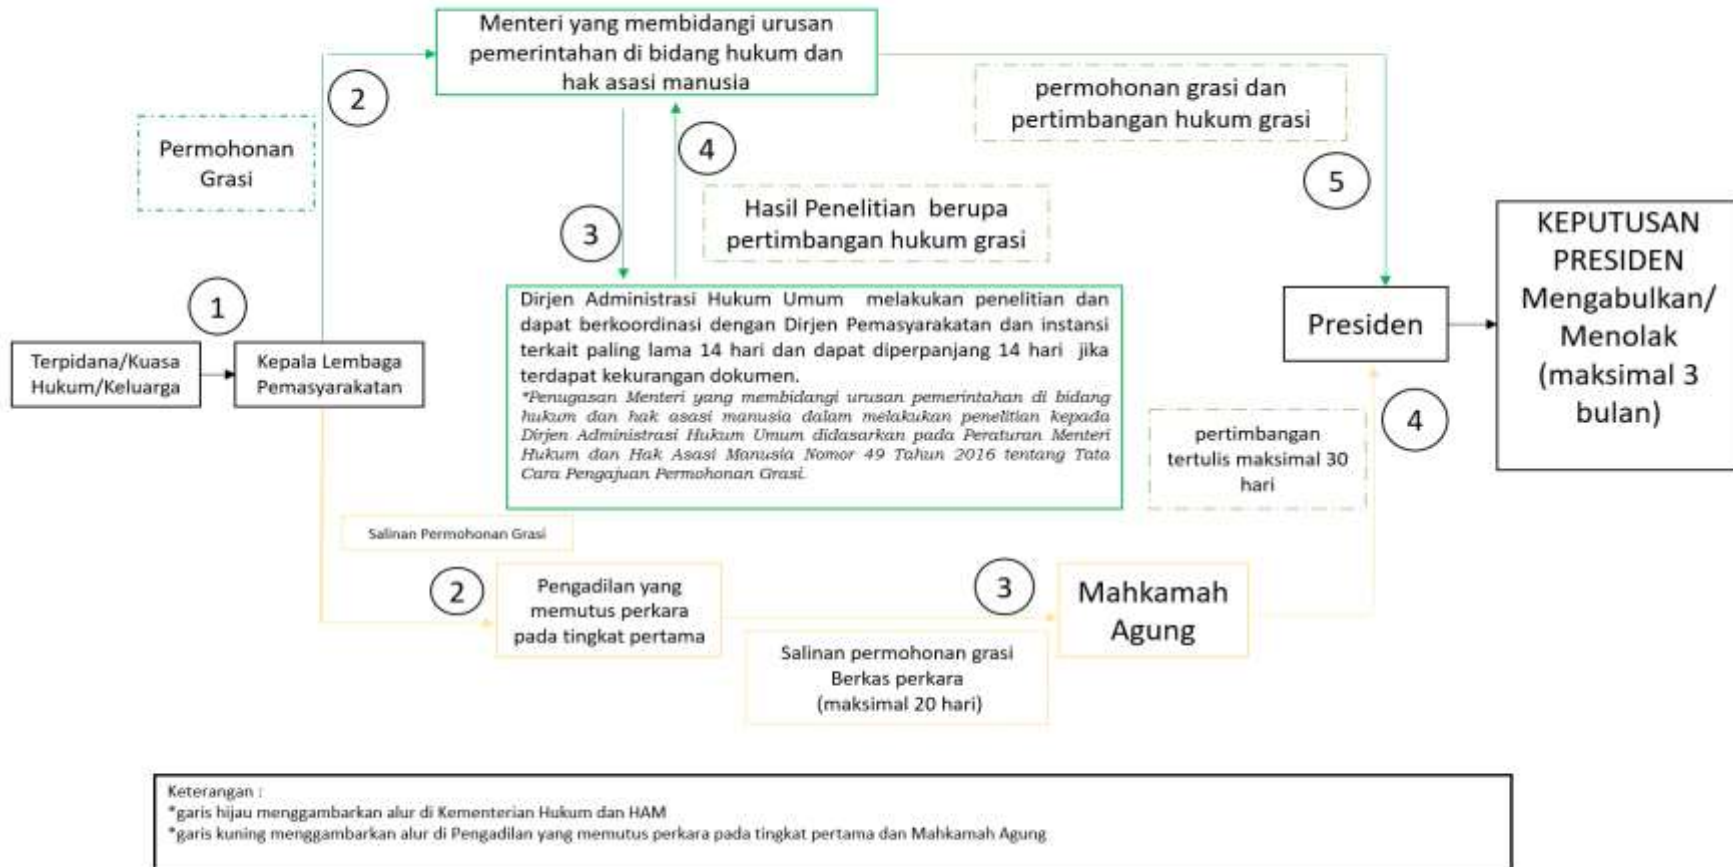 Menteri yang membidangi urusan
pemerintahan di bidang hukum dan
hak asasi manusia
2
Permohonan
Grasi
permohonan grasi dan
pertimbangan hukum grasi
4
5
Hasil Penelitian berupa
pertimbangan hukum grasi
3
1
Terpidana/Kuasa
Hukum/Keluarga
Kepala Lembaga
Pemasyarakatan
Dirjen Administrasi Hukum Umum melakukan penelitian dan
dapat berkoordinasi dengan Dirjen Pemasyarakatan dan instansi
terkait paling lama 14 hari dan dapat diperpanjang 14 hari jika
terdapat kekurangan dokumen.
*Penugasan Menteri yang membidangi urusan pemerintahan di bidang
hukum dan hak asasi manusia dalam melakukan penelitian kepada
Dirjen Administrasi Hukum Umum didasarkan pada Peraturan Menteri
Hukum dan Hak Asasi Manusia Nomor 49 Tahun 2016 tentang Tata
Cara Pengajuan Permohonan Grasi.
Presiden
KEPUTUSAN
PRESIDEN
Mengabulkan/
Menolak
(maksimal 3
bulan)
4
pertimbangan
tertulis maksimal 30
hari
Salinan Permohonan Grasi
2
Pengadilan yang
memutus perkara
pada tingkat pertama
3
Salinan permohonan grasi
Berkas perkara
(maksimal 20 hari)
Mahkamah
Agung
Keterangan :
*garis hijau menggambarkan alur di Kementerian Hukum dan HAM
*garis kuning menggambarkan alur di Pengadilan yang memutus perkara pada tingkat pertama dan Mahkamah Agung